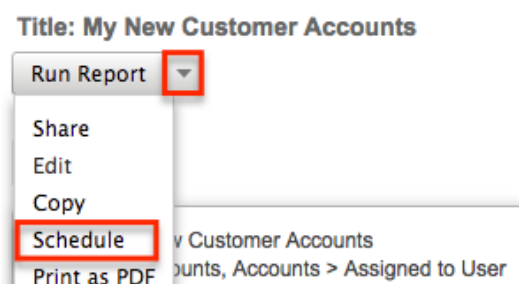 Title: My New Customer Accounts
Run Report
Share
Edit
Copy
Schedule
Customer Accounts
Print as PDF
Accounts > Assigned to User